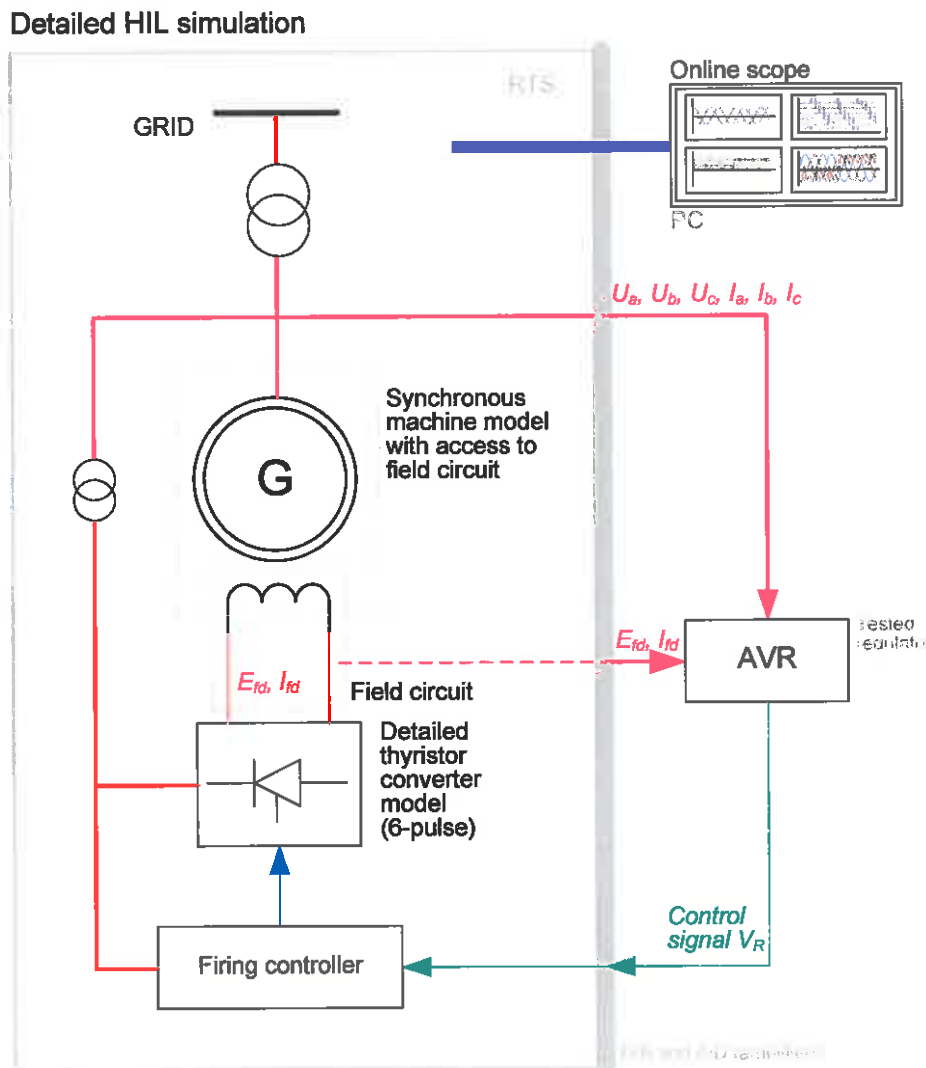 Detailed HIL simulation
RTS
Online scope
GRID
PC
Ua, Ub, Uc, Ia, Ib, Ic
Synchronous
machine model
with access to
field circuit
G
Efd, Ifd
AVR
Tested
Efd, Ifd
Field circuit
Detailed
thyristor
converter
model
(6-pulse)
Control
signal VR
Firing controller